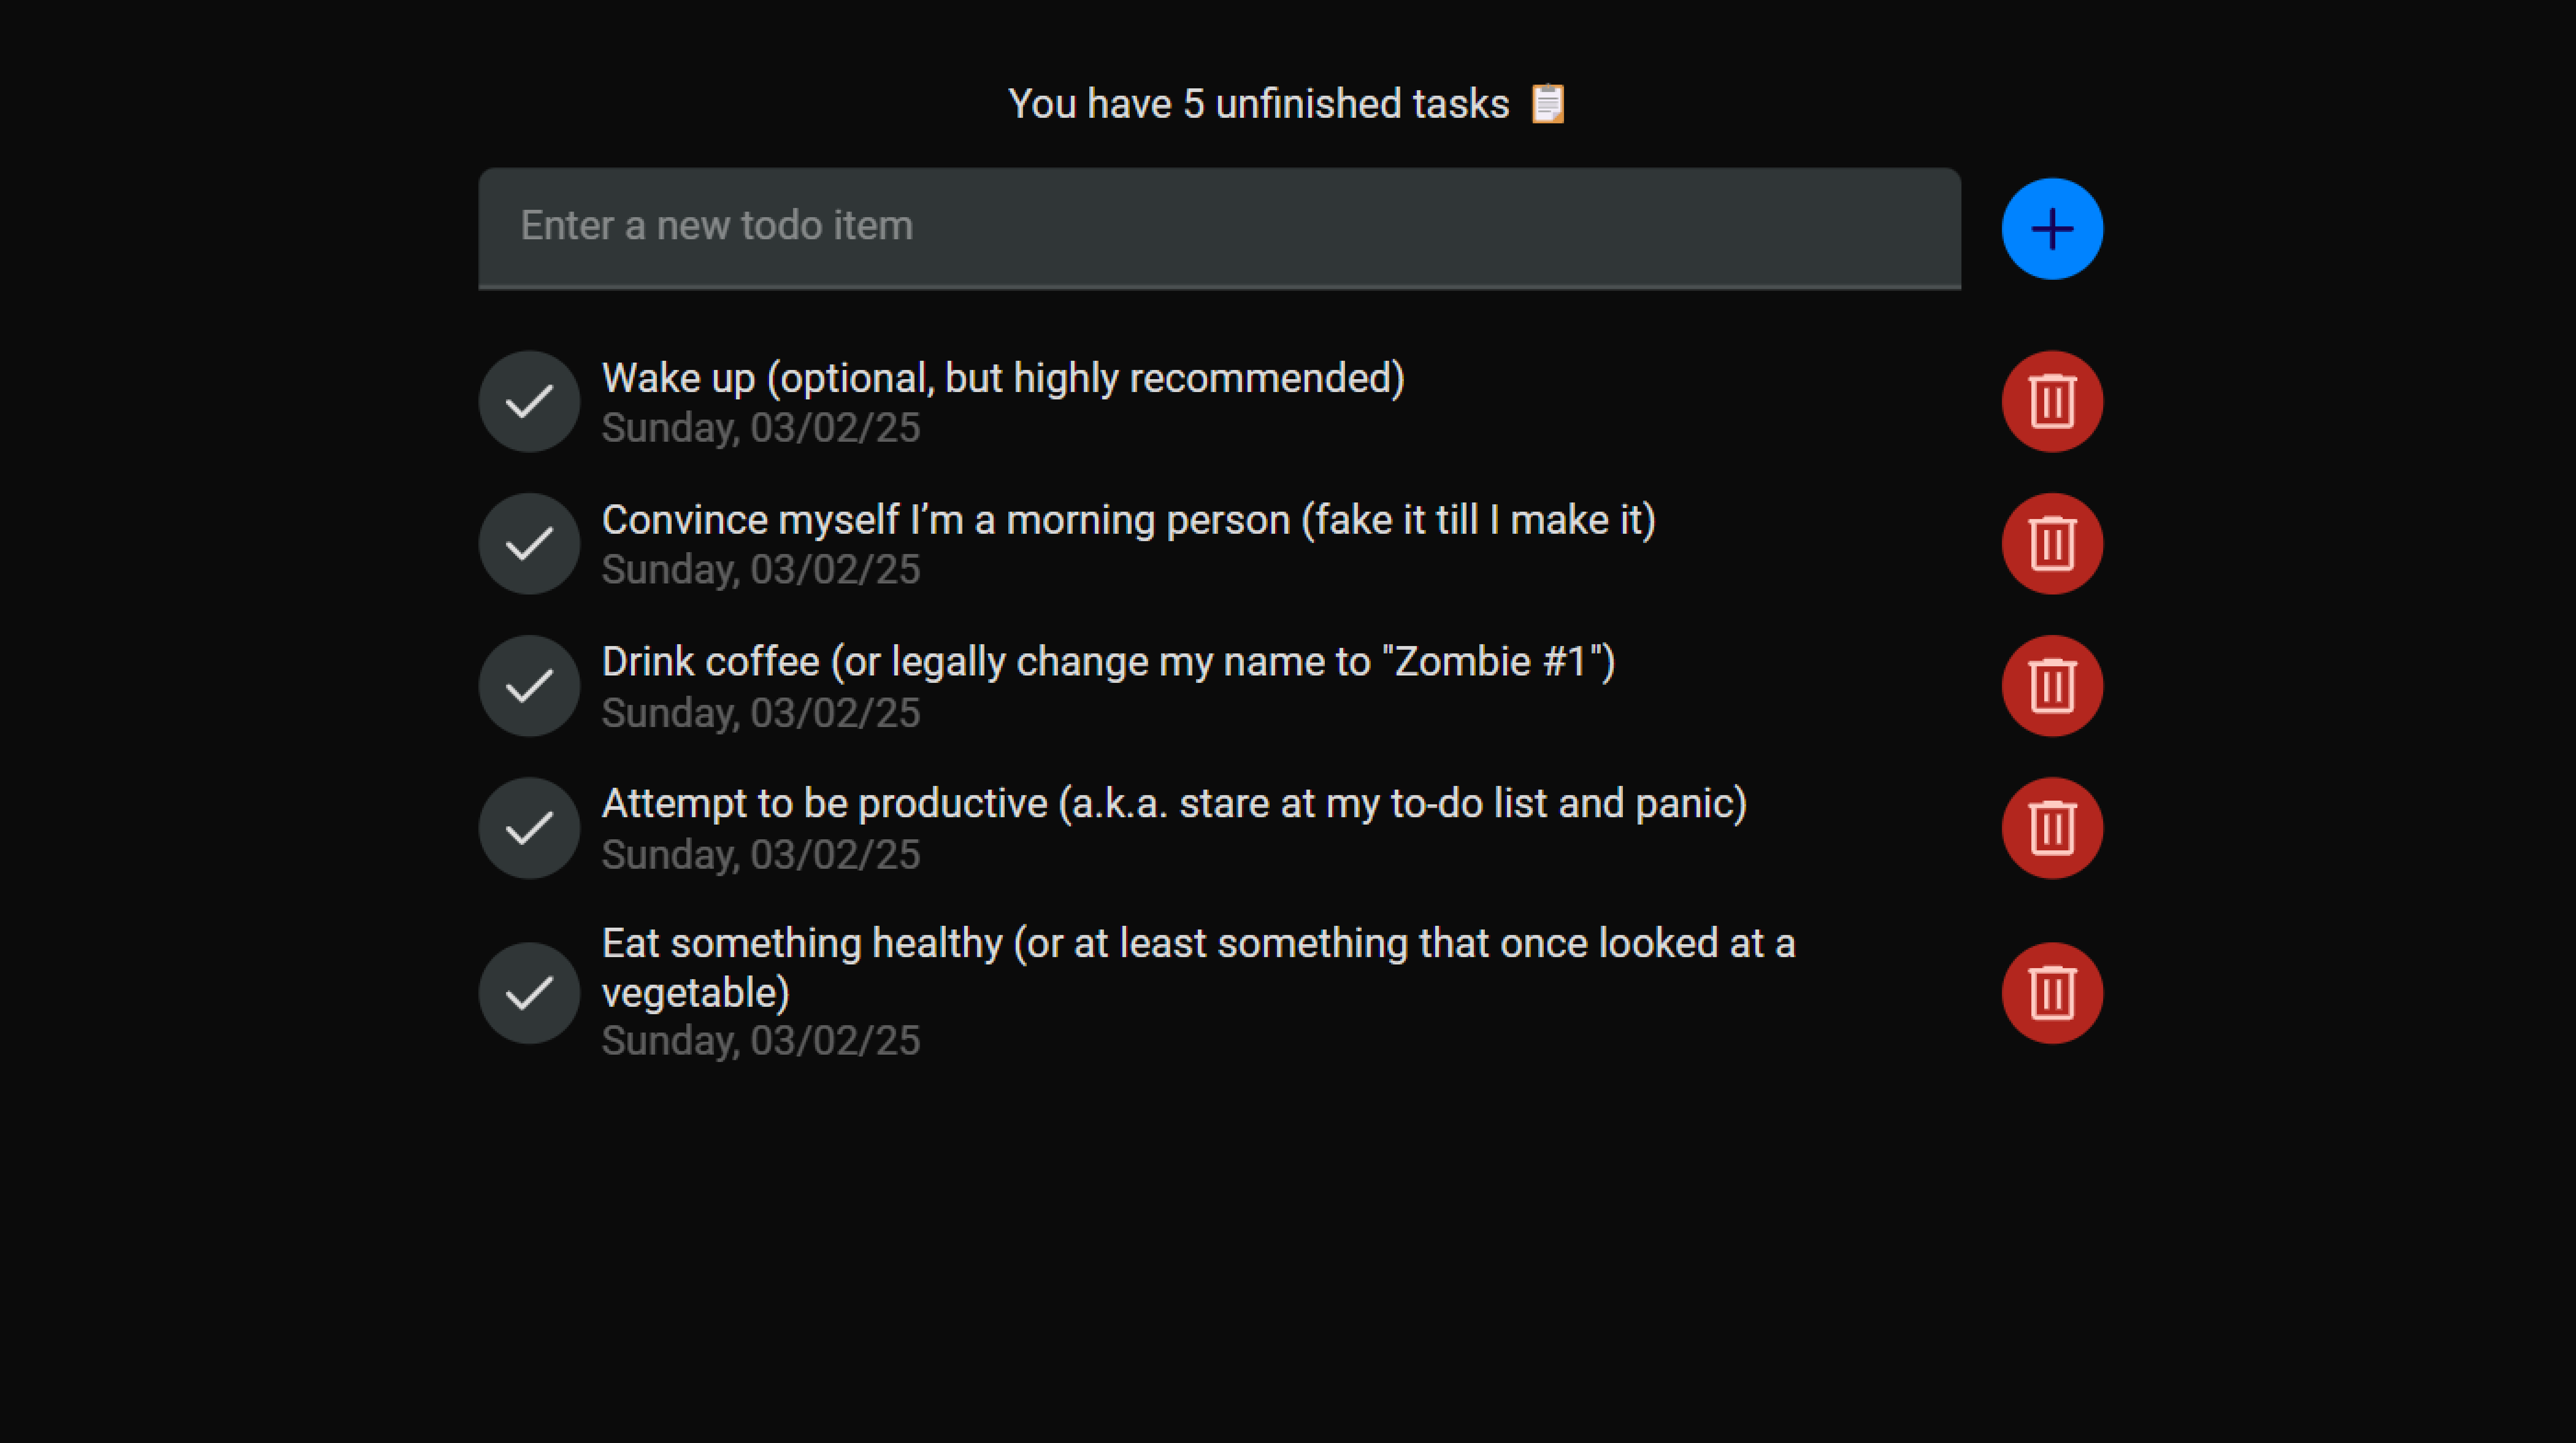 You have 5 unfinished tasks 📋
Enter a new todo item
Wake up (optional, but highly recommended)
Sunday, 03/02/25
Convince myself I’m a morning person (fake it till I make it)
Sunday, 03/02/25
Drink coffee (or legally change my name to "Zombie #1")
Sunday, 03/02/25
Attempt to be productive (a.k.a. stare at my to-do list and panic)
Sunday, 03/02/25
Eat something healthy (or at least something that once looked at a
vegetable)
Sunday, 03/02/25